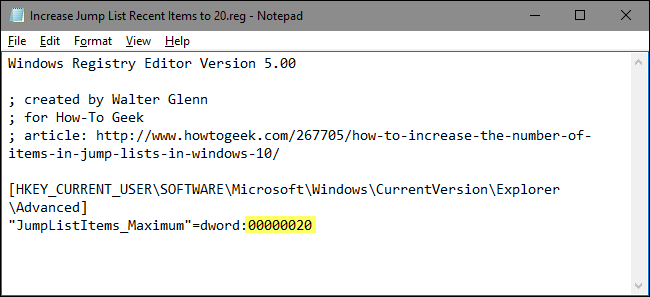 Increase Jump List Recent Items to 20.reg - Notepad
File Edit Format View Help
Windows Registry Editor Version 5.00
; created by Walter Glenn
; for How-To Geek
; article: http://www.howtogeek.com/267705/how-to-increase-the-number-of-
items-in-jump-lists-in-windows-10/
[HKEY_CURRENT_USER\SOFTWARE\Microsoft\Windows\CurrentVersion\Explorer
\Advanced]
"JumpListItems_Maximum"=dword:00000020